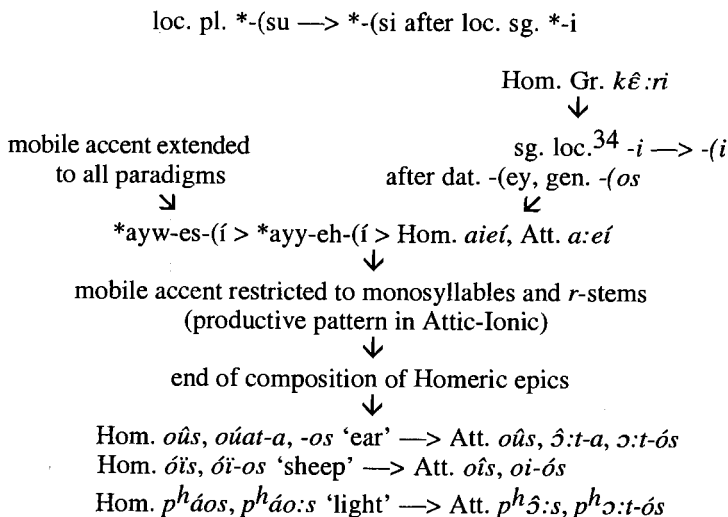 loc. pl. *-(su —> *-(si after loc. sg. *-i
Hom. Gr. kɛ̂:ri
↓
mobile accent extended sg. loc.³⁴ -i —> -(i
to all paradigms after dat. -(ey, gen. -(os
↘ ↙
*ayw-es-(í > *ayy-eh-(í > Hom. aieí, Att. a:eí
↓
mobile accent restricted to monosyllables and r-stems
(productive pattern in Attic-Ionic)
↓
end of composition of Homeric epics
↓
Hom. oûs, oúat-a, -os ‘ear’ —> Att. oûs, ɔ̂:t-a, ɔ:t-ós
Hom. óïs, óï-os ‘sheep’ —> Att. oîs, oi-ós
Hom. pʰáos, pʰáo:s ‘light’ —> Att. pʰɔ̂:s, pʰɔ:t-ós